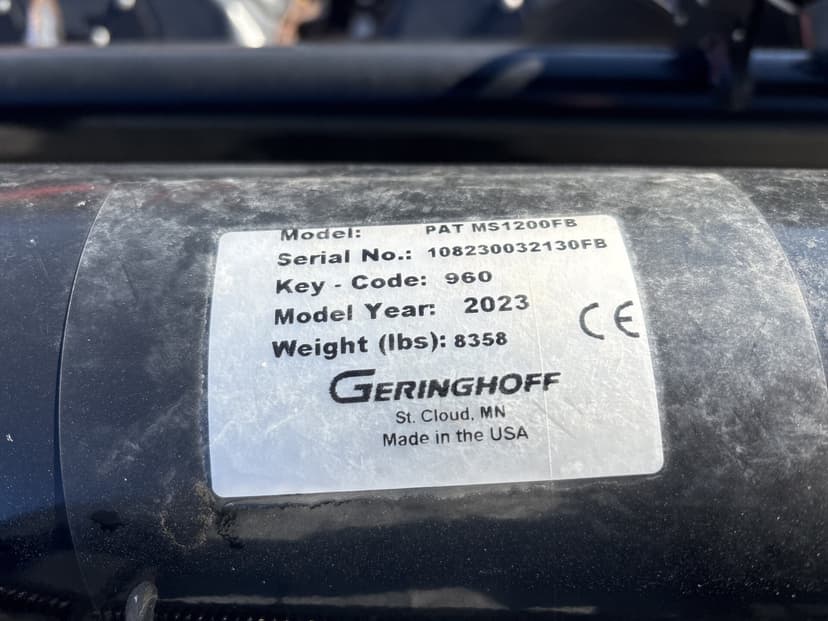 Model: PAT MS1200FB
Serial No.: 108230032130FB
Key - Code: 960
Model Year: 2023
Weight (lbs): 8358
CE
GERINGHOFF
St. Cloud, MN
Made in the USA